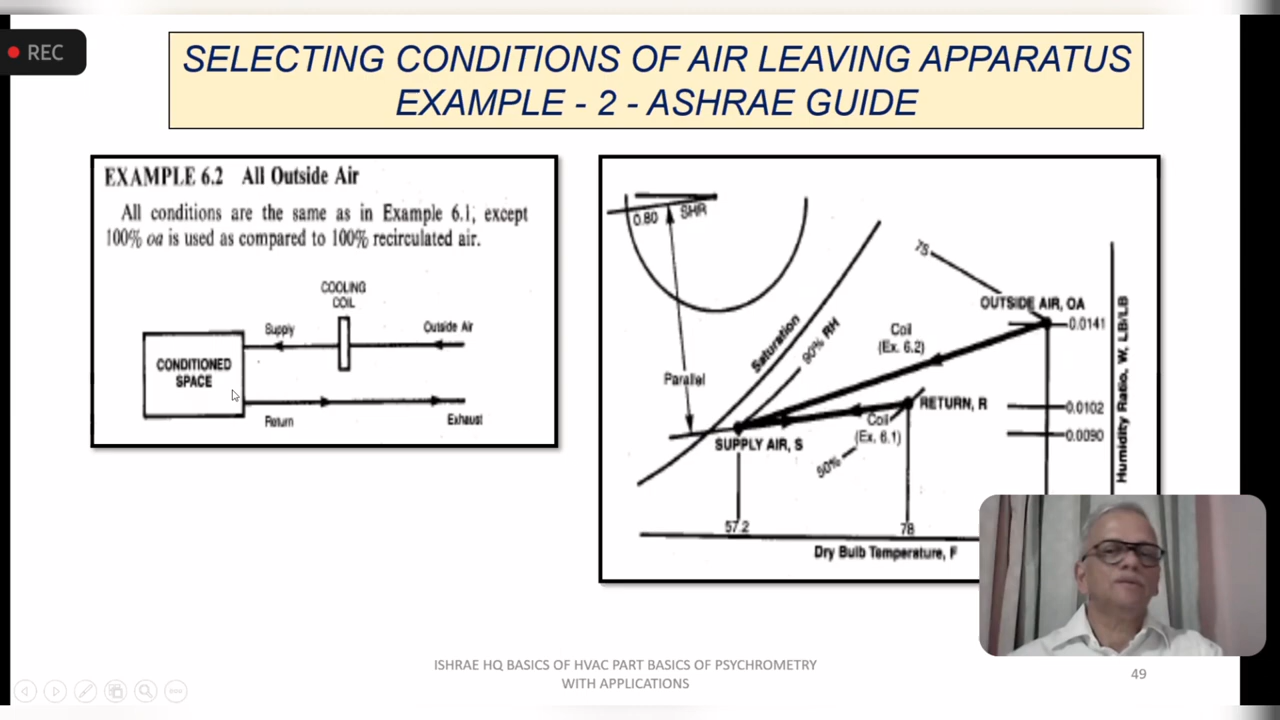 REC
SELECTING CONDITIONS OF AIR LEAVING APPARATUS
EXAMPLE - 2 - ASHRAE GUIDE
EXAMPLE 6.2 All Outside Air
All conditions are the same as in Example 6.1, except
100% oa is used as compared to 100% recirculated air.
COOLING
COIL
Supply
Outside Air
CONDITIONED
SPACE
Return
Exhaust
0.80 SHR
75
OUTSIDE AIR, OA
0.0141
Saturation
90% RH
Coil
(Ex. 6.2)
Parallel
RETURN, R
0.0102
Coil
(Ex. 6.1)
SUPPLY AIR, S
50%
0.0090
Humidity Ratio, W, LB/LB
57.2
78
Dry Bulb Temperature, F
ISHRAE HQ BASICS OF HVAC PART BASICS OF PSYCHROMETRY
WITH APPLICATIONS
49